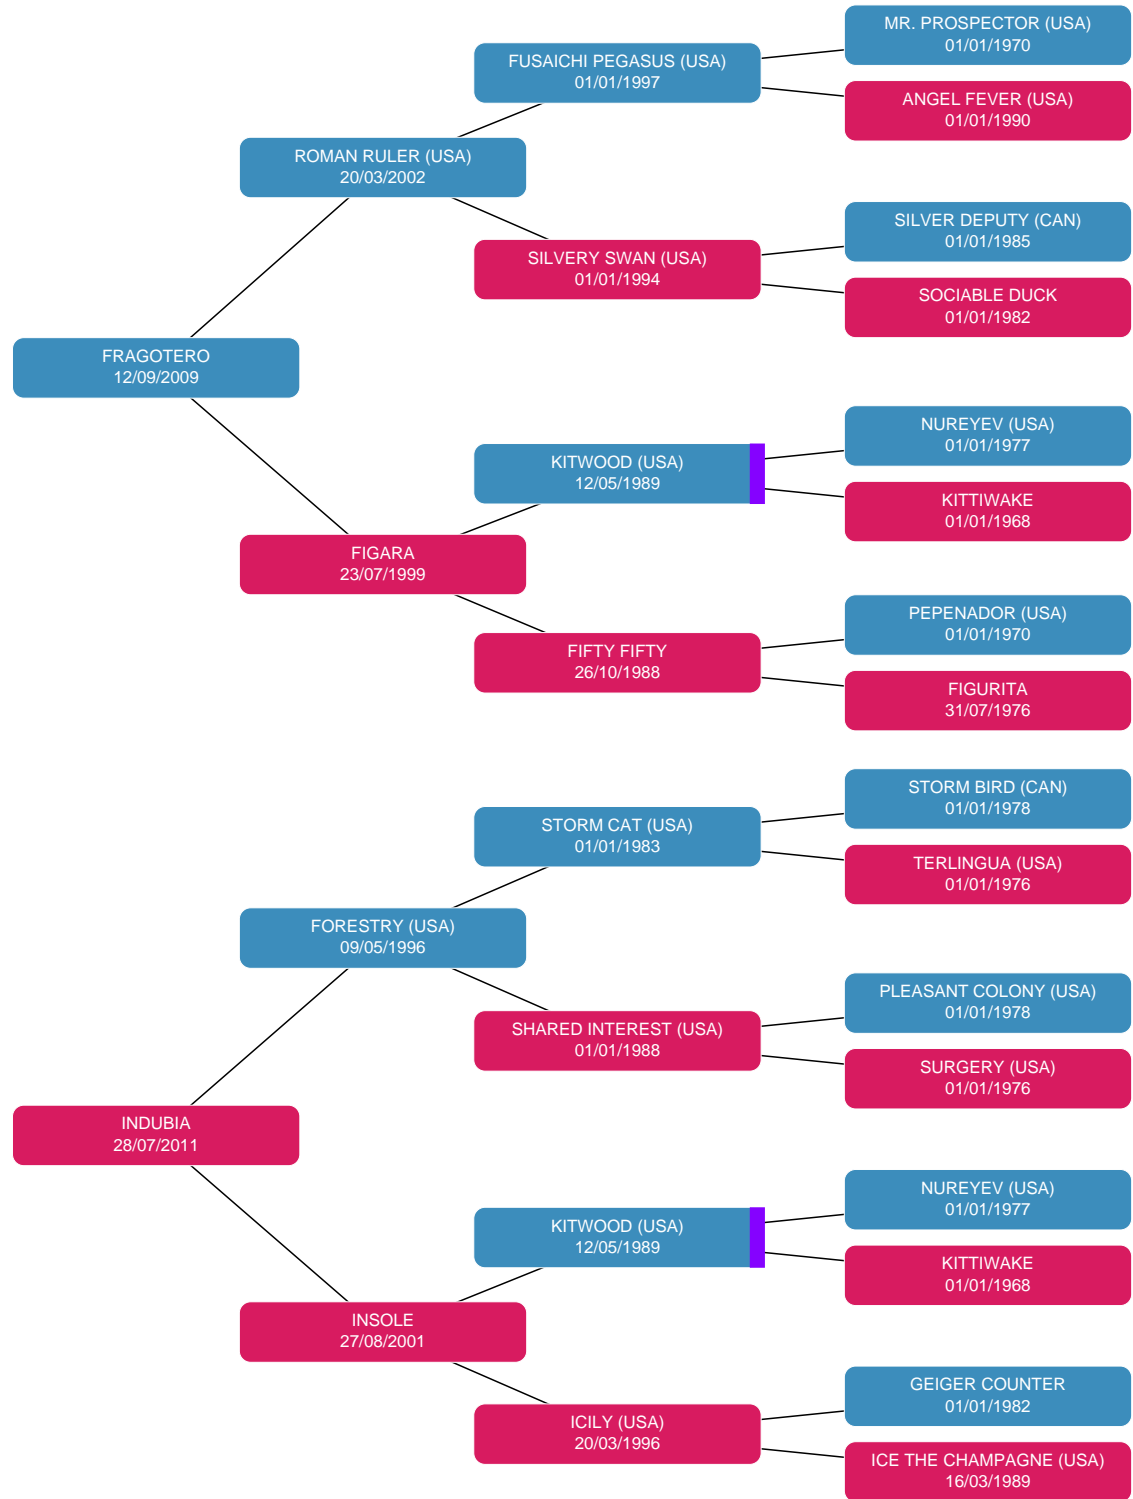 MR. PROSPECTOR (USA)
01/01/1970
FUSAICHI PEGASUS (USA)
01/01/1997
ANGEL FEVER (USA)
01/01/1990
ROMAN RULER (USA)
20/03/2002
SILVER DEPUTY (CAN)
01/01/1985
SILVERY SWAN (USA)
01/01/1994
SOCIABLE DUCK
01/01/1982
FRAGOTERO
12/09/2009
NUREYEV (USA)
01/01/1977
KITWOOD (USA)
12/05/1989
KITTIWAKE
01/01/1968
FIGARA
23/07/1999
PEPENADOR (USA)
01/01/1970
FIFTY FIFTY
26/10/1988
FIGURITA
31/07/1976
STORM BIRD (CAN)
01/01/1978
STORM CAT (USA)
01/01/1983
TERLINGUA (USA)
01/01/1976
FORESTRY (USA)
09/05/1996
PLEASANT COLONY (USA)
01/01/1978
SHARED INTEREST (USA)
01/01/1988
SURGERY (USA)
01/01/1976
INDUBIA
28/07/2011
NUREYEV (USA)
01/01/1977
KITWOOD (USA)
12/05/1989
KITTIWAKE
01/01/1968
INSOLE
27/08/2001
GEIGER COUNTER
01/01/1982
ICILY (USA)
20/03/1996
ICE THE CHAMPAGNE (USA)
16/03/1989